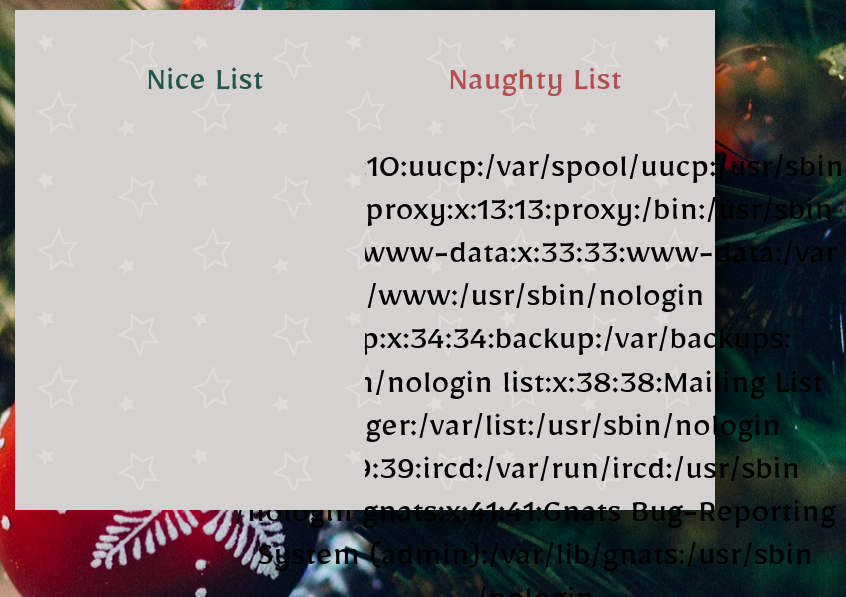 Nice List
Naughty List
10:uucp:/var/spool/uucp:/usr/sbin
proxy:x:13:13:proxy:/bin:/usr/sbin
www-data:x:33:33:www-data:/var
/www:/usr/sbin/nologin
p:x:34:34:backup:/var/backups:
/nologin list:x:38:38:Mailing List
ger:/var/list:/usr/sbin/nologin
:39:ircd:/var/run/ircd:/usr/sbin
/nologin gnats:x:41:41:Gnats Bug-Reporting
System (admin):/var/lib/gnats:/usr/sbin
/nologin